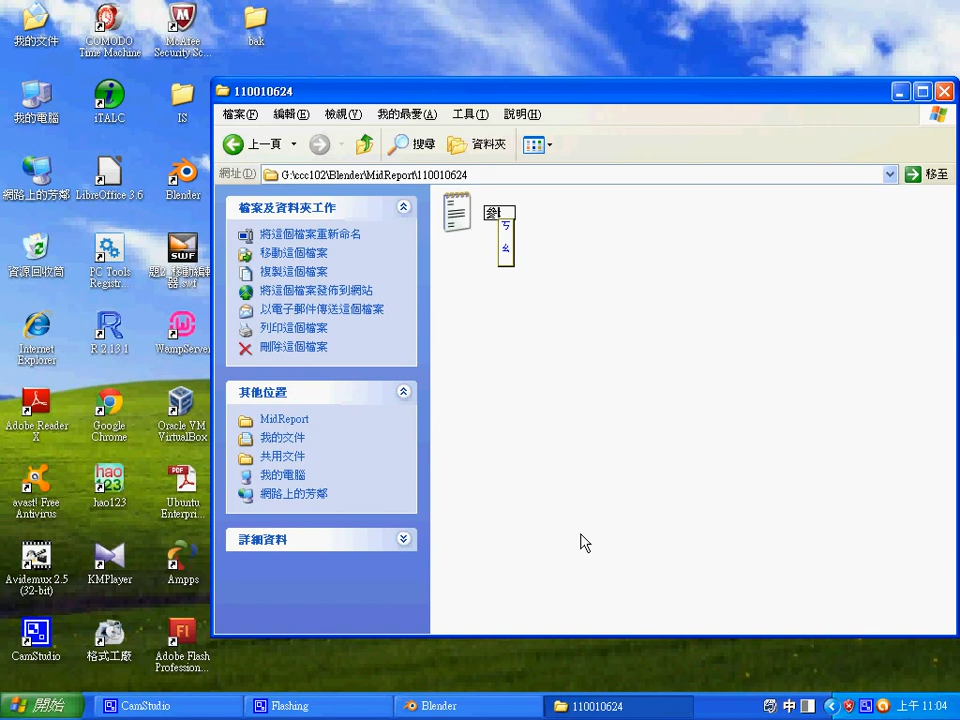 我的文件
COMODO
Time Machine
McAfee
Security Sc...
bak
我的電腦
iTALC
IS
網路上的芳鄰
LibreOffice 3.6
Blender
資源回收筒
PC Tools
Registr...
SWF
Internet
Explorer
R 2.13.1
WampServer
Adobe Reader
X
Google
Chrome
Oracle VM
VirtualBox
avast! Free
Antivirus
hao
123
hao123
PDF
Ubuntu
Enterpri...
Avidemux 2.5
(32-bit)
KMPlayer
Ampps
CamStudio
格式工廠
Adobe Flash
Profession...
110010624
檔案(F) 編輯(E) 檢視(V) 我的最愛(A) 工具(T) 說明(H)
上一頁 搜尋 資料夾
網址(D) G:\ccc102\Blender\MidReport\110010624 移至
檔案及資料夾工作
將這個檔案重新命名
移動這個檔案
複製這個檔案
將這個檔案發佈到網站
以電子郵件傳送這個檔案
列印這個檔案
刪除這個檔案
其他位置
MidReport
我的文件
共用文件
我的電腦
網路上的芳鄰
詳細資料
參
ㄎ
ㄠ
開始 CamStudio Flashing Blender 110010624 中 上午 11:04